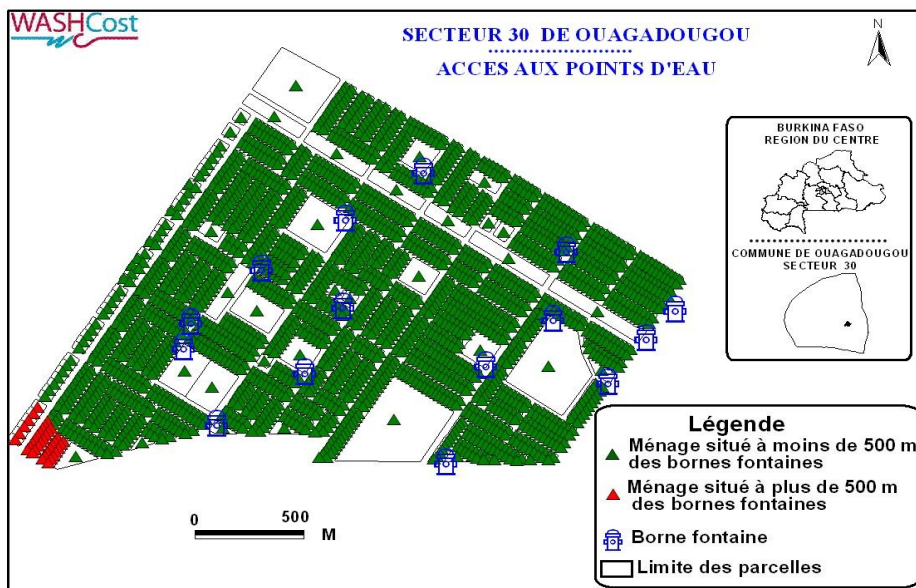 WASHCost
SECTEUR 30 DE OUAGADOUGOU
ACCES AUX POINTS D'EAU
N
BURKINA FASO
REGION DU CENTRE
COMMUNE DE OUAGADOUGOU
SECTEUR 30
0 500
M
Légende
Ménage situé à moins de 500 m
des bornes fontaines
Ménage situé à plus de 500 m
des bornes fontaines
Borne fontaine
Limite des parcelles